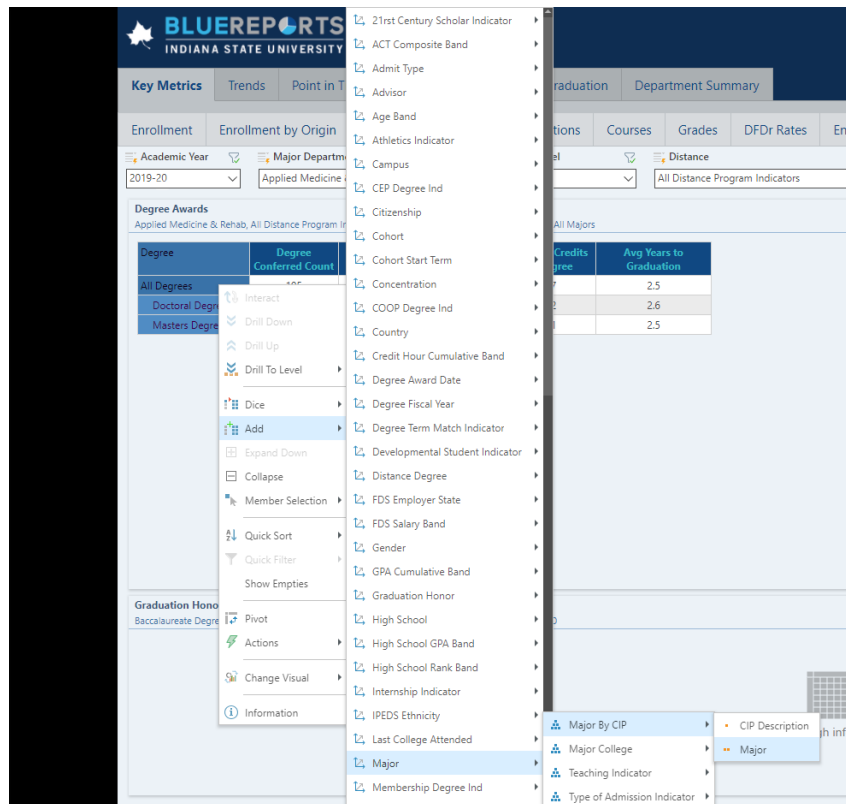 BLUEREPORTS
INDIANA STATE UNIVERSITY
Key Metrics
Trends
Point in T
raduation
Department Summary
Enrollment
Enrollment by Origin
tions
Courses
Grades
DFDr Rates
En
Academic Year
Major Departm
el
Distance
2019-20
Applied Medicine
All Distance Program Indicators
Degree Awards
Applied Medicine & Rehab, All Distance Program In
All Majors
Degree
Degree
Conferred Count
Credits
gree
Avg Years to
Graduation
All Degrees
2.5
Doctoral Degr
2.6
Masters Degre
2.5
Interact
Drill Down
Drill Up
Drill To Level
Dice
Add
Expand Down
Collapse
Member Selection
Quick Sort
Quick Filter
Show Empties
Pivot
Actions
Change Visual
Information
21rst Century Scholar Indicator
ACT Composite Band
Admit Type
Advisor
Age Band
Athletics Indicator
Campus
CEP Degree Ind
Citizenship
Cohort
Cohort Start Term
Concentration
COOP Degree Ind
Country
Credit Hour Cumulative Band
Degree Award Date
Degree Fiscal Year
Degree Term Match Indicator
Developmental Student Indicator
Distance Degree
FDS Employer State
FDS Salary Band
Gender
GPA Cumulative Band
Graduation Honor
High School
High School GPA Band
High School Rank Band
Internship Indicator
IPEDS Ethnicity
Last College Attended
Major
Membership Degree Ind
Major By CIP
Major College
Teaching Indicator
Type of Admission Indicator
CIP Description
Major
Graduation Hono
Baccalaureate Degre
gh inf